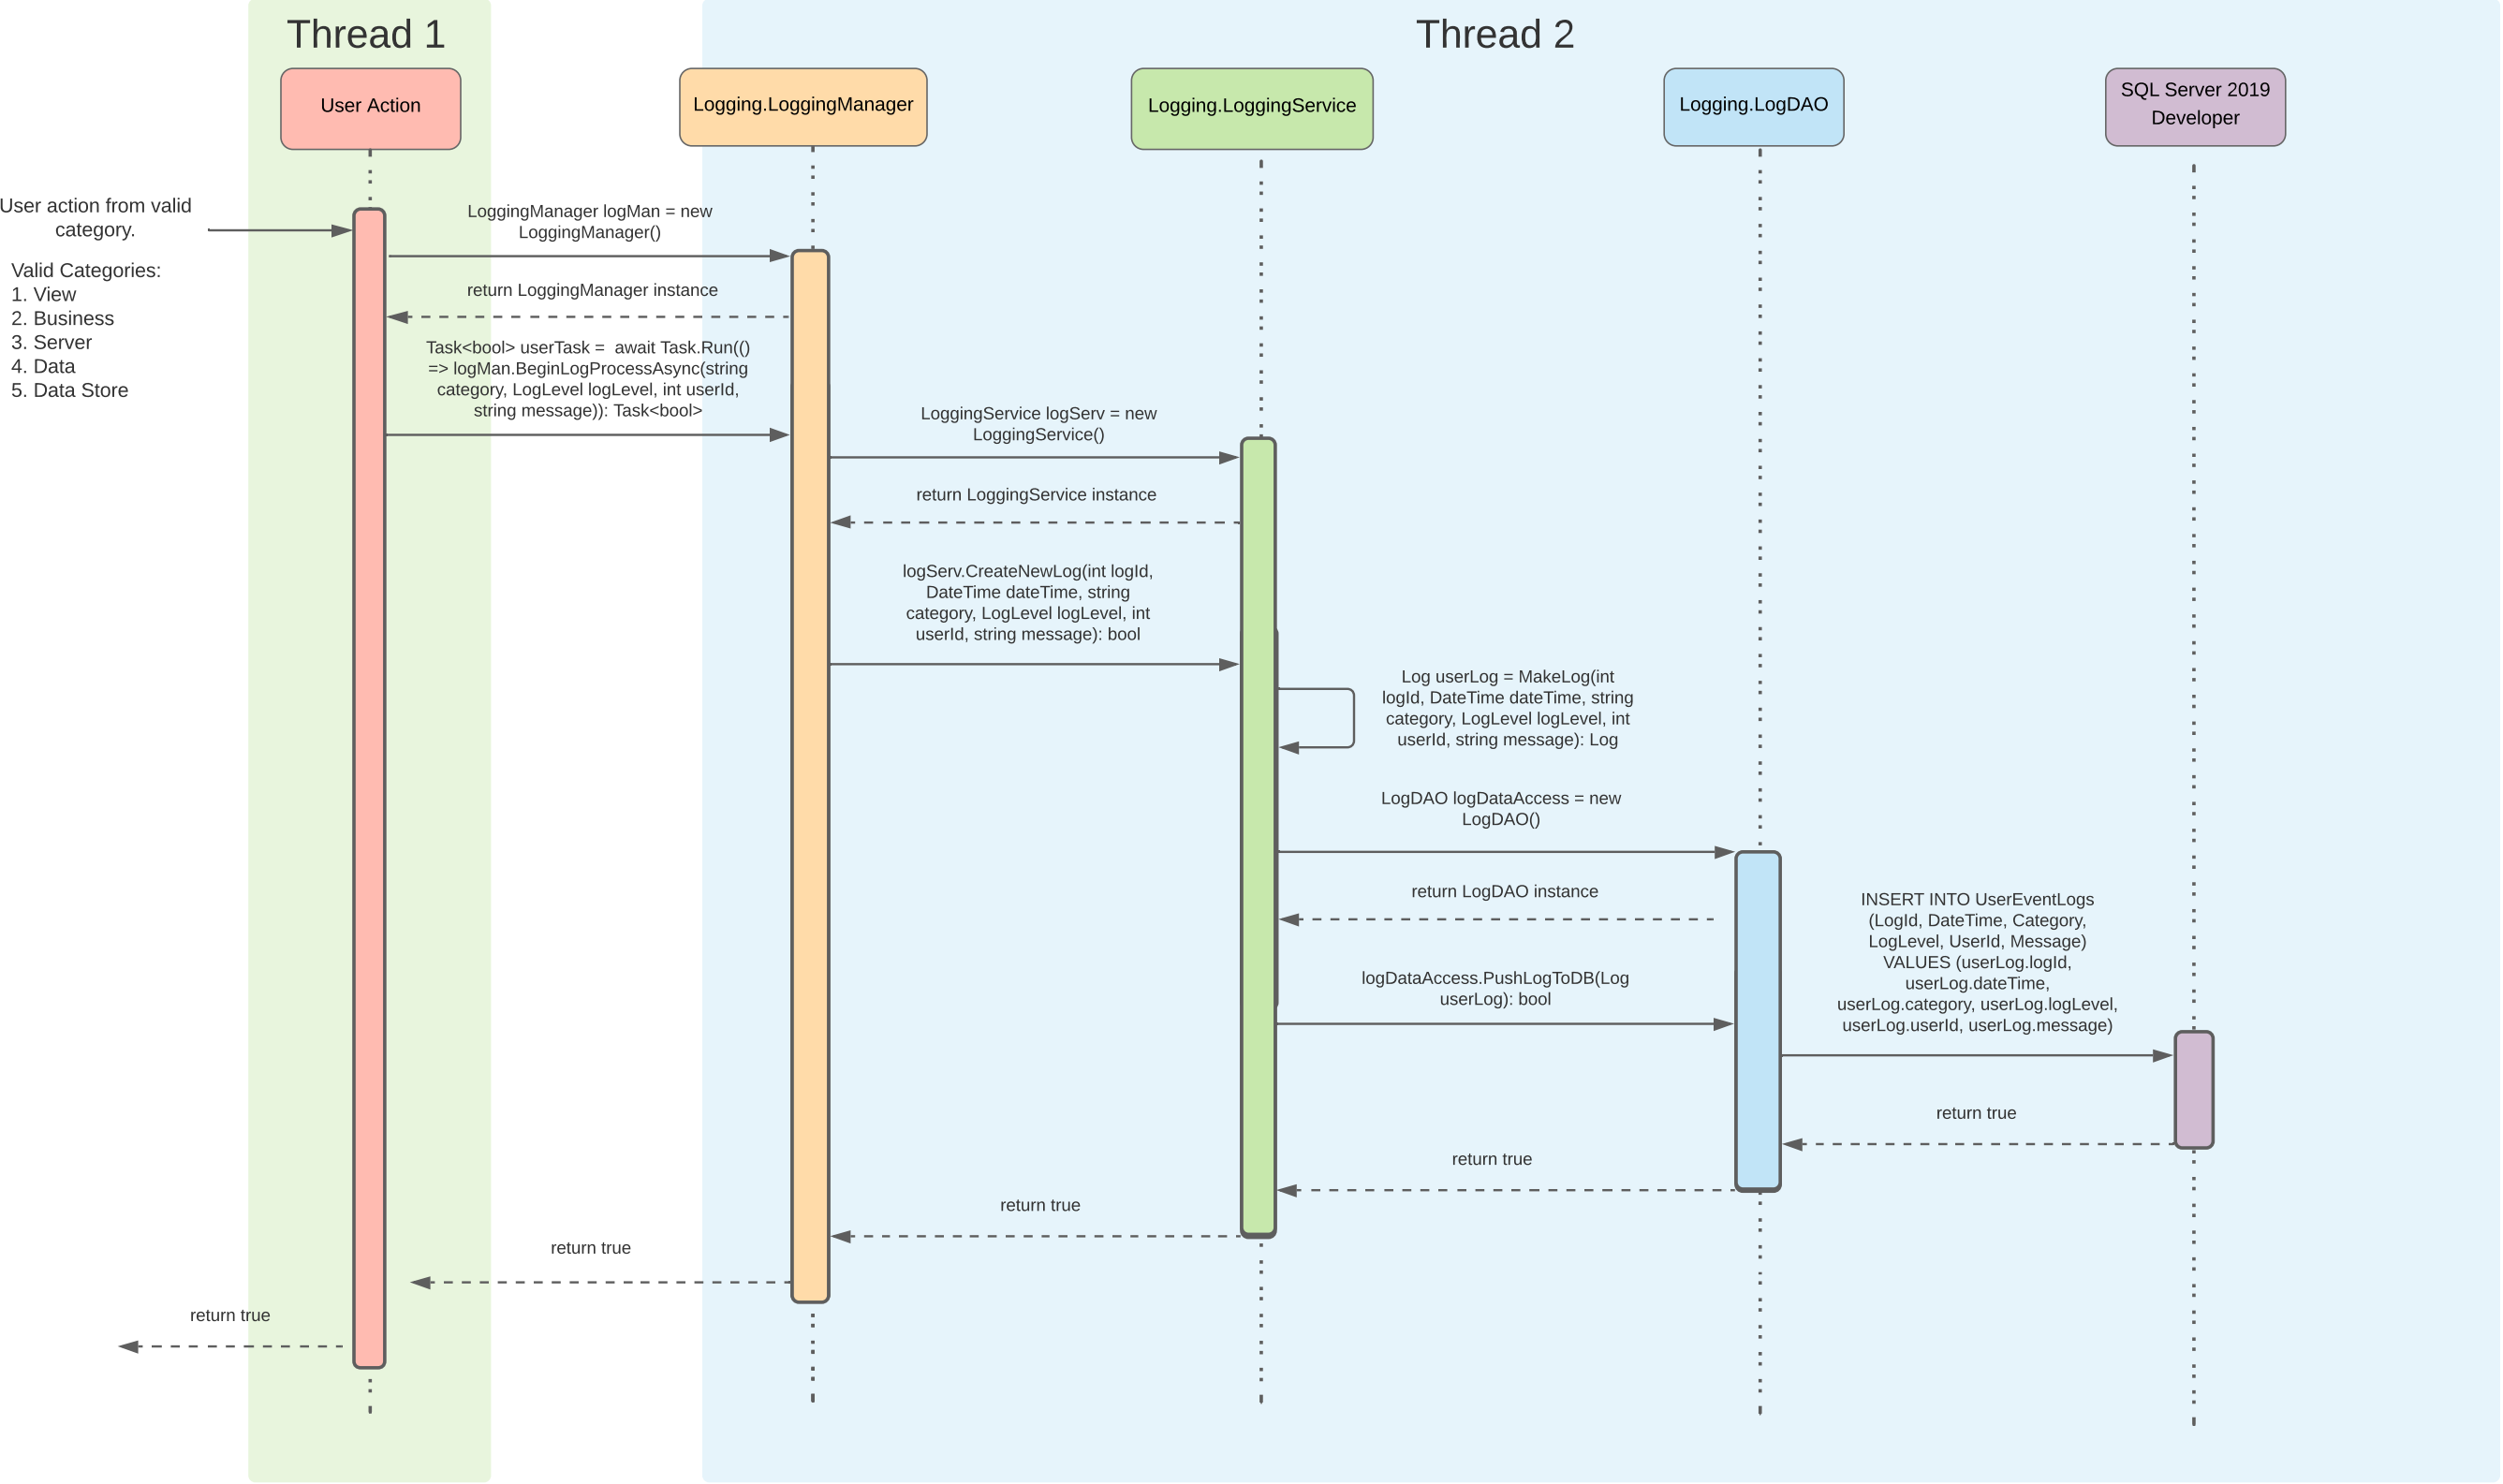 Thread 1
Thread 2
User Action
Logging.LoggingManager
Logging.LoggingService
Logging.LogDAO
SQL Server 2019
Developer
User action from valid
category.
Valid Categories:
1. View
2. Business
3. Server
4. Data
5. Data Store
LoggingManager logMan = new
LoggingManager()
return LoggingManager instance
Task<bool> userTask =  await Task.Run(()
=> logMan.BeginLogProcessAsync(string
category, LogLevel logLevel, int userId,
string message)): Task<bool>
LoggingService logServ = new
LoggingService()
return LoggingService instance
logServ.CreateNewLog(int logId,
DateTime dateTime, string
category, LogLevel logLevel, int
userId, string message): bool
Log userLog = MakeLog(int
logId, DateTime dateTime, string
category, LogLevel logLevel, int
userId, string message): Log
LogDAO logDataAccess = new
LogDAO()
return LogDAO instance
logDataAccess.PushLogToDB(Log
userLog): bool
INSERT INTO UserEventLogs
(LogId, DateTime, Category,
LogLevel, UserId, Message)
VALUES (userLog.logId,
userLog.dateTime,
userLog.category, userLog.logLevel,
userLog.userId, userLog.message)
return true
return true
return true
return true
return true